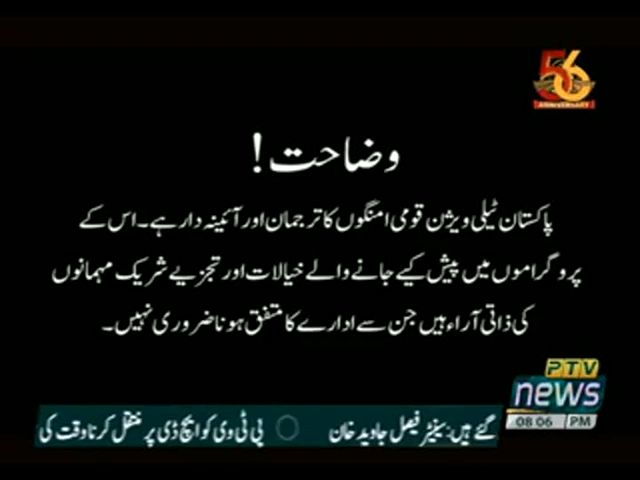 56
ANNIVERSARY
وضاحت!
پاکستان ٹیلی ویژن قومی امنگوں کا ترجمان اور آئینہ دار ہے۔ اس کے
پروگراموں میں پیش کیے جانے والے خیالات اور تجزیے شریک مہمانوں
کی ذاتی آراء ہیں جن سے ادارے کا متفق ہونا ضروری نہیں۔
PTV
news
08:06 PM
گئے ہیں: سینیٹر فیصل جاوید خان پی ٹی وی کو ایچ ڈی پر منتقل کرنا وقت کی